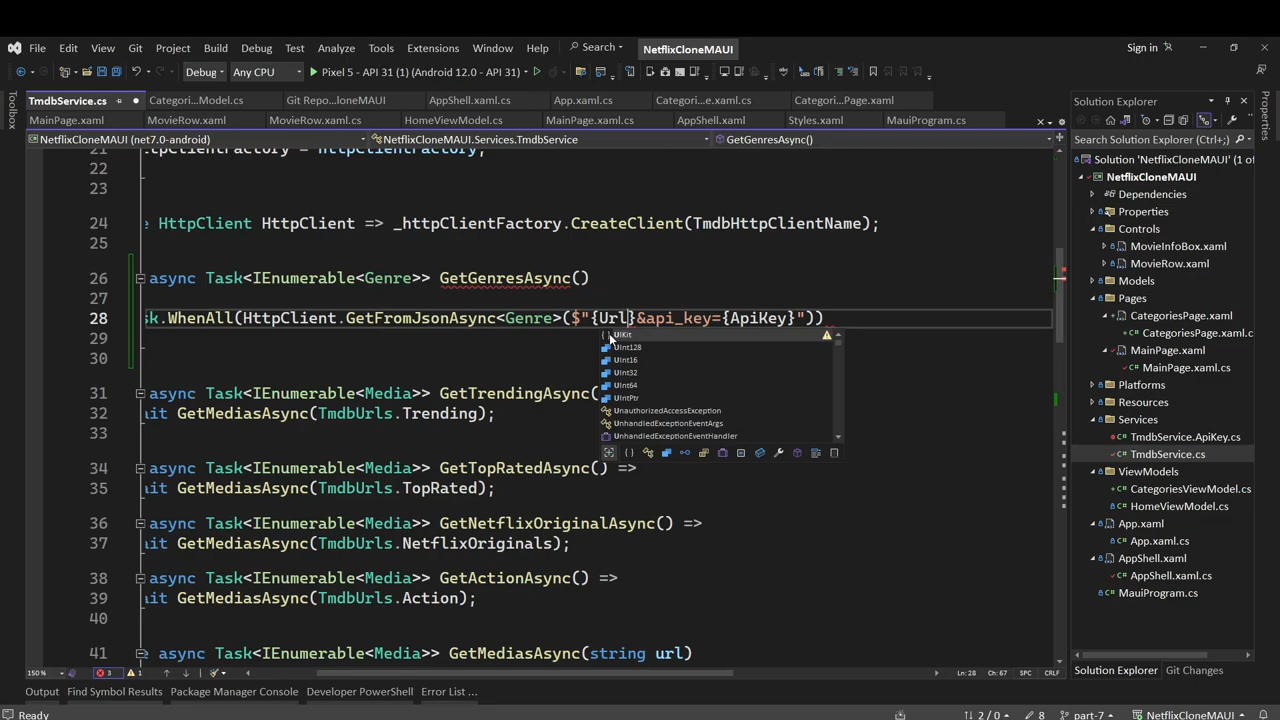 File Edit View Git Project Build Debug Test Analyze Tools Extensions Window Help Search NetflixCloneMAUI Sign in
Debug Any CPU Pixel 5 - API 31 (1) (Android 12.0 - API 31)
TmdbService.cs Categori...Model.cs Git Repo...loneMAUI AppShell.xaml.cs App.xaml.cs Categori...e.xaml.cs Categori...Page.xaml
MainPage.xaml MovieRow.xaml MovieRow.xaml.cs HomeViewModel.cs MainPage.xaml.cs AppShell.xaml Styles.xaml MauiProgram.cs
NetflixCloneMAUI (net7.0-android) NetflixCloneMAUI.Services.TmdbService GetGenresAsync()
21 ttpClientFactory = httpClientFactory;
22
23
24 e HttpClient HttpClient => _httpClientFactory.CreateClient(TmdbHttpClientName);
25
26 async Task<IEnumerable<Genre>> GetGenresAsync()
27
28 sk.WhenAll(HttpClient.GetFromJsonAsync<Genre>($"{Url}&api_key={ApiKey}"))
29
30
UIKit
UInt128
UInt16
UInt32
UInt64
UIntPtr
UnauthorizedAccessException
UnhandledExceptionEventArgs
UnhandledExceptionEventHandler
31 async Task<IEnumerable<Media>> GetTrendingAsync(
32 ait GetMediasAsync(TmdbUrls.Trending);
33
34 async Task<IEnumerable<Media>> GetTopRatedAsync() =>
35 ait GetMediasAsync(TmdbUrls.TopRated);
36 async Task<IEnumerable<Media>> GetNetflixOriginalAsync() =>
37 ait GetMediasAsync(TmdbUrls.NetflixOriginals);
38 async Task<IEnumerable<Media>> GetActionAsync() =>
39 ait GetMediasAsync(TmdbUrls.Action);
40
41 e async Task<IEnumerable<Media>> GetMediasAsync(string url)
150 % 3 1 Ln: 28 Ch: 67 SPC CRLF
Output Find Symbol Results Package Manager Console Developer PowerShell Error List ...
Ready 2 / 0 8 part-7 NetflixCloneMAUI
Toolbox
Solution Explorer
Search Solution Explorer (Ctrl+;)
Solution 'NetflixCloneMAUI' (1 of
NetflixCloneMAUI
Dependencies
Properties
Controls
MovieInfoBox.xaml
MovieRow.xaml
Models
Pages
CategoriesPage.xaml
CategoriesPage.xaml.cs
MainPage.xaml
MainPage.xaml.cs
Platforms
Resources
Services
TmdbService.ApiKey.cs
TmdbService.cs
ViewModels
CategoriesViewModel.cs
HomeViewModel.cs
App.xaml
App.xaml.cs
AppShell.xaml
AppShell.xaml.cs
MauiProgram.cs
Solution Explorer Git Changes
Properties